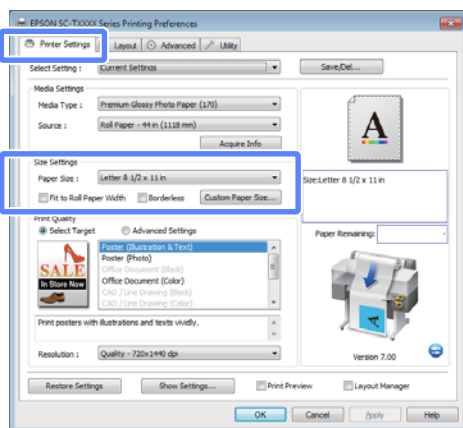 EPSON SC-TXXXX Series Printing Preferences
Printer Settings Layout Advanced Utility
Select Setting : Current Settings Save/Del...
Media Settings
Media Type : Premium Glossy Photo Paper (170)
Source : Roll Paper - 44 in (1118 mm)
Acquire Info
A
Size Settings
Paper Size : Letter 8 1/2 x 11 in
Fit to Roll Paper Width Borderless Custom Paper Size...
Size:Letter 8 1/2 x 11 in
Print Quality
Select Target Advanced Settings
Paper Remaining: -
SALE
In Store Now
Poster (Illustration & Text)
Poster (Photo)
Office Document (Black)
Office Document (Color)
CAD / Line Drawing (Black)
CAD / Line Drawing (Color)
Print posters with illustrations and texts vividly.
Resolution : Quality - 720x1440 dpi
Version 7.00
Restore Settings Show Settings... Print Preview Layout Manager
OK Cancel Apply Help